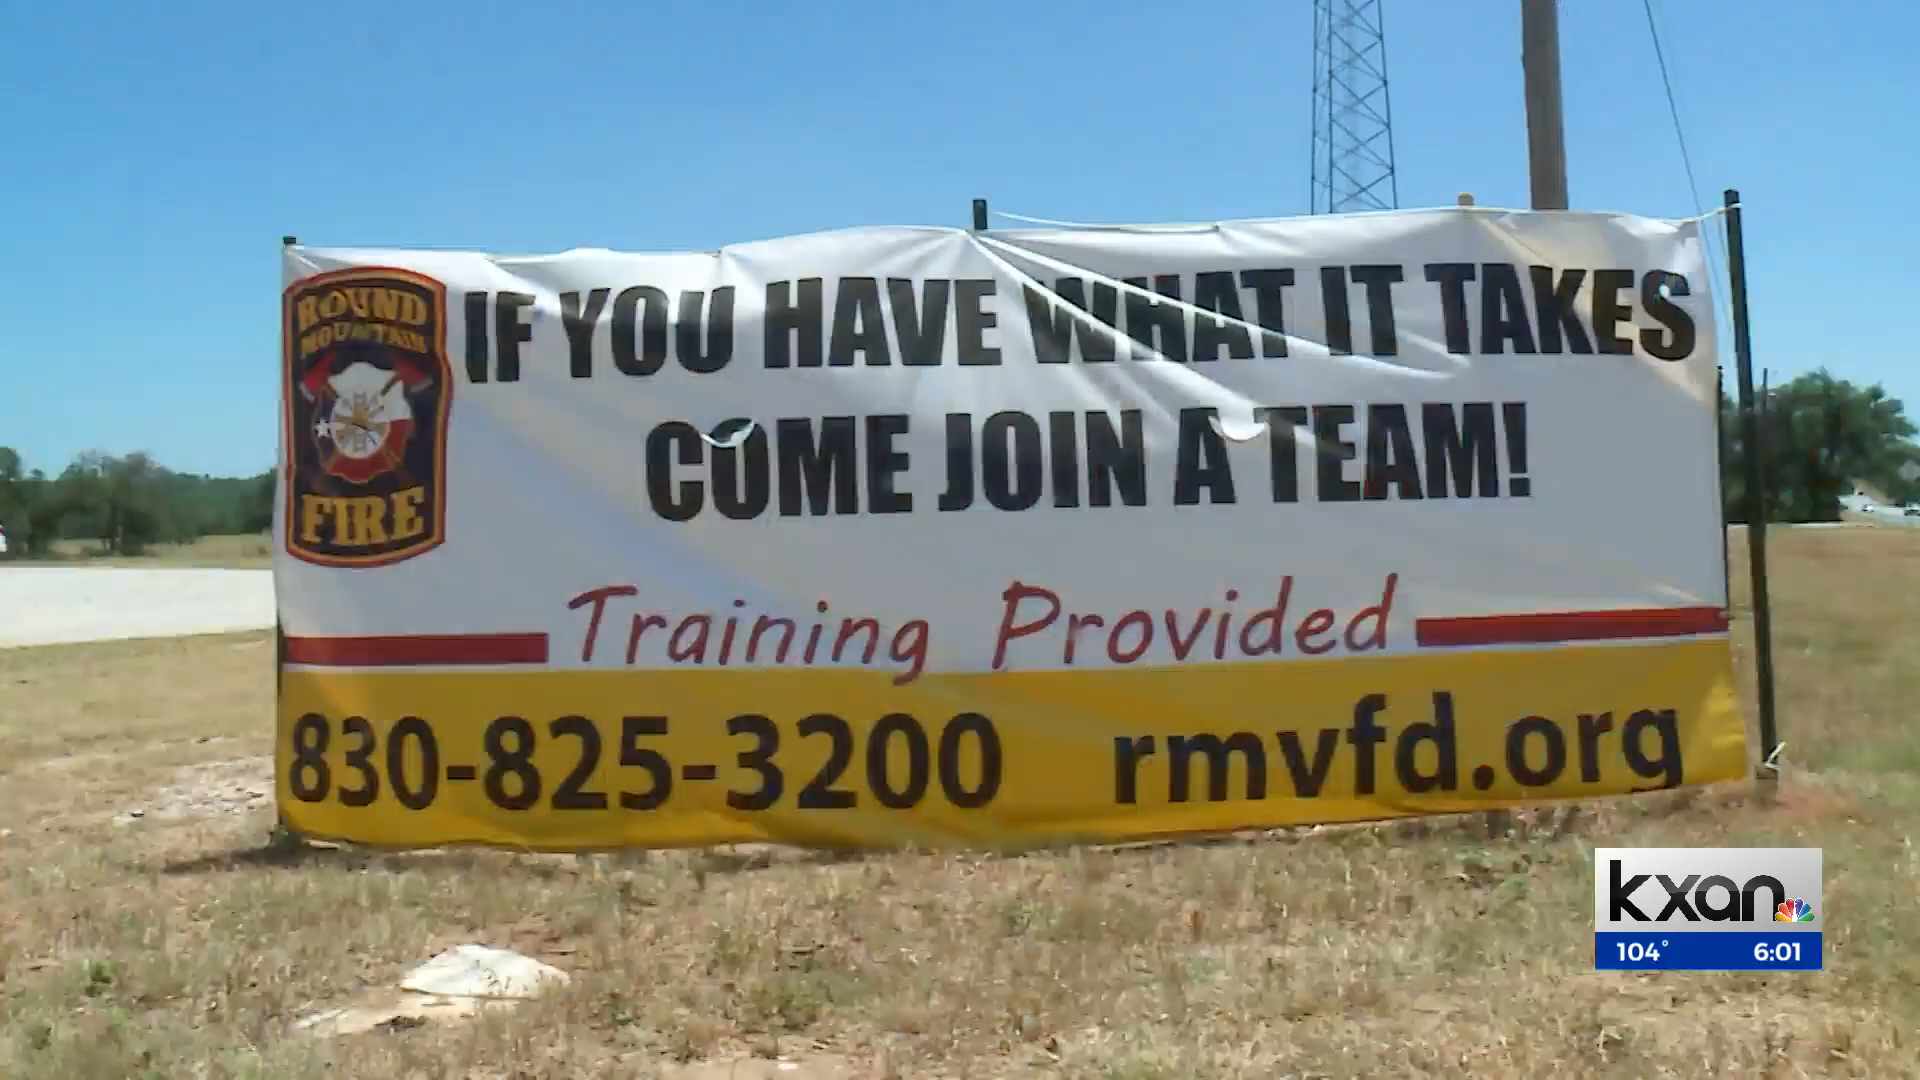 ROUND
MOUNTAIN
FIRE
IF YOU HAVE WHAT IT TAKES
COME JOIN A TEAM!
Training Provided
830-825-3200 rmvfd.org
kxan
104° 6:01